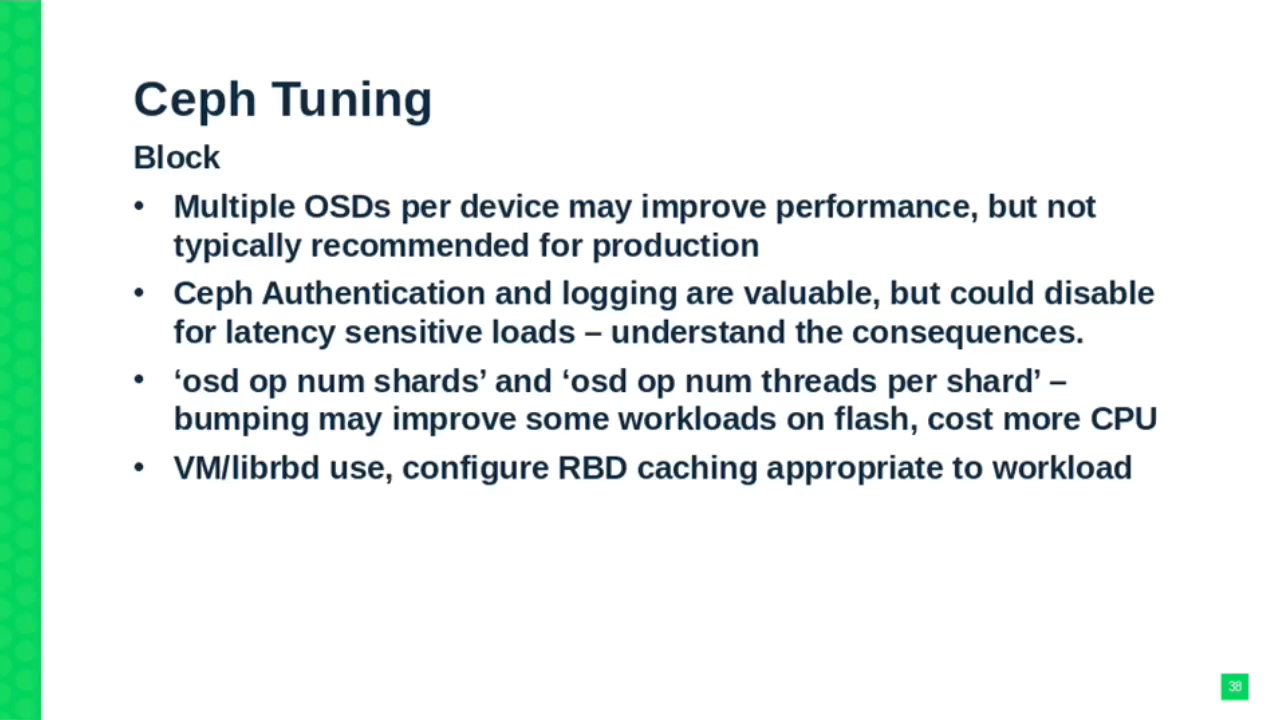 Ceph Tuning
Block
• Multiple OSDs per device may improve performance, but not
typically recommended for production
• Ceph Authentication and logging are valuable, but could disable
for latency sensitive loads – understand the consequences.
• ‘osd op num shards’ and ‘osd op num threads per shard’ –
bumping may improve some workloads on flash, cost more CPU
• VM/librbd use, configure RBD caching appropriate to workload
38